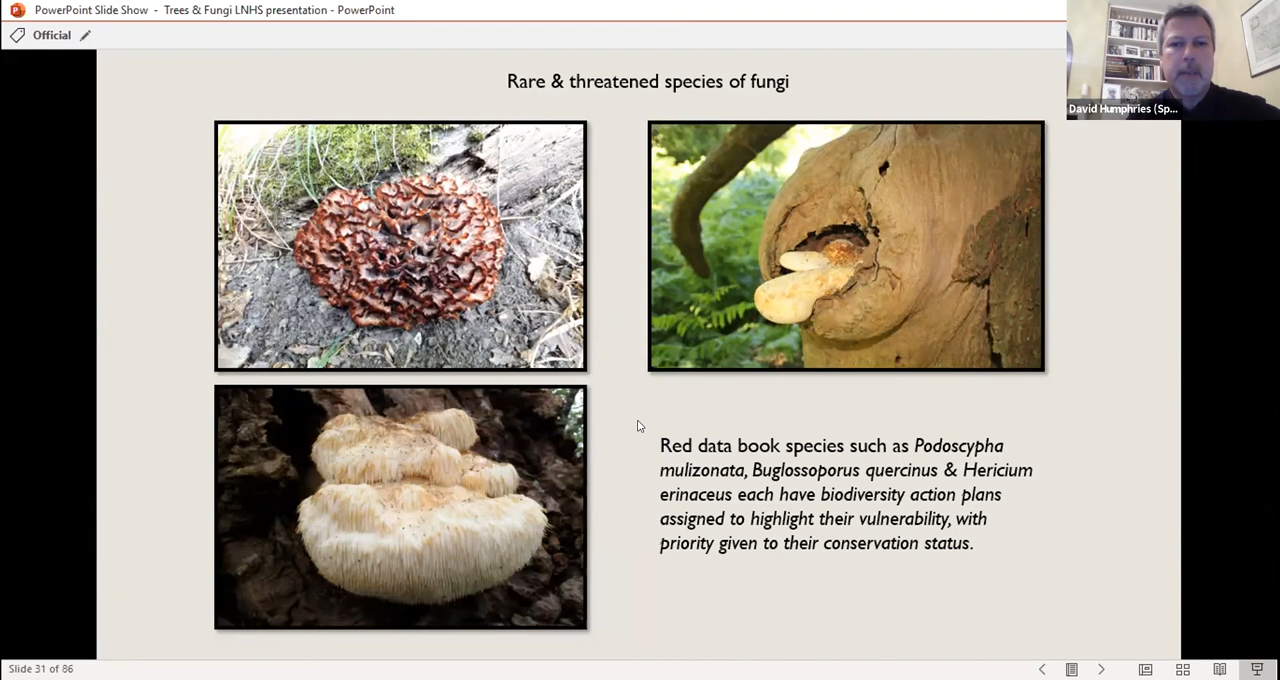 PowerPoint Slide Show - Trees & Fungi LNHS presentation - PowerPoint
Official
David Humphries (Sp...
Rare & threatened species of fungi
Red data book species such as Podoscypha
mulizonata, Buglossoporus quercinus & Hericium
erinaceus each have biodiversity action plans
assigned to highlight their vulnerability, with
priority given to their conservation status.
Slide 31 of 86